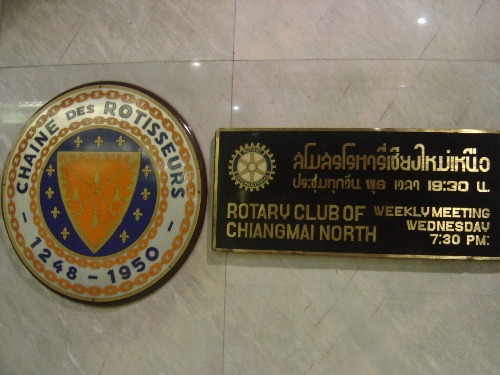 CHAINE DES ROTISSEURS
1248 - 1950
สโมสรโรตารี่เชียงใหม่เหนือ
ประชุมทุกวัน พุธ เวลา 19:30 น.
ROTARY CLUB OF
CHIANGMAI NORTH
WEEKLY MEETING
WEDNESDAY
7:30 PM.